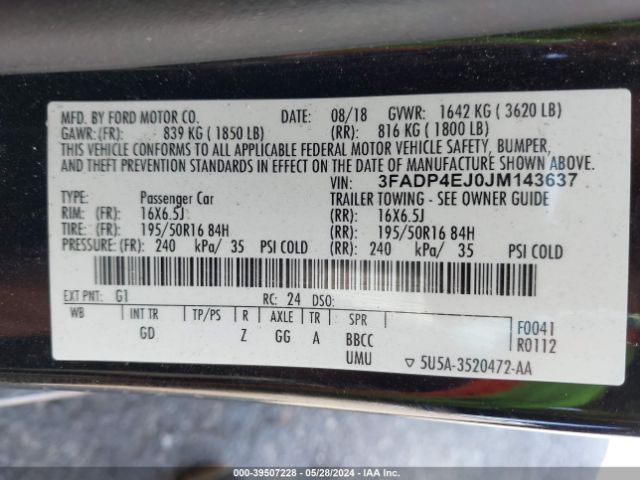 MFD. BY FORD MOTOR CO. DATE: 08/18 GVWR: 1642 KG ( 3620 LB)
GAWR: (FR): 839 KG ( 1850 LB) (RR): 816 KG ( 1800 LB)
THIS VEHICLE CONFORMS TO ALL APPLICABLE FEDERAL MOTOR VEHICLE SAFETY, BUMPER,
AND THEFT PREVENTION STANDARDS IN EFFECT ON THE DATE OF MANUFACTURE SHOWN ABOVE.
VIN: 3FADP4EJ0JM143637
TYPE: Passenger Car TRAILER TOWING - SEE OWNER GUIDE
RIM: (FR): 16X6.5J (RR): 16X6.5J
TIRE: (FR): 195/50R16 84H (RR): 195/50R16 84H
PRESSURE: (FR): 240 kPa/ 35 PSI COLD (RR): 240 kPa/ 35 PSI COLD
EXT PNT: G1 RC: 24 DSO:
WB INT TR TP/PS R AXLE TR SPR F0041
GD Z GG A BBCC R0112
UMU ▽ 5U5A-3520472-AA
© - 39507228 - 05/28/2024 - IAA Inc.